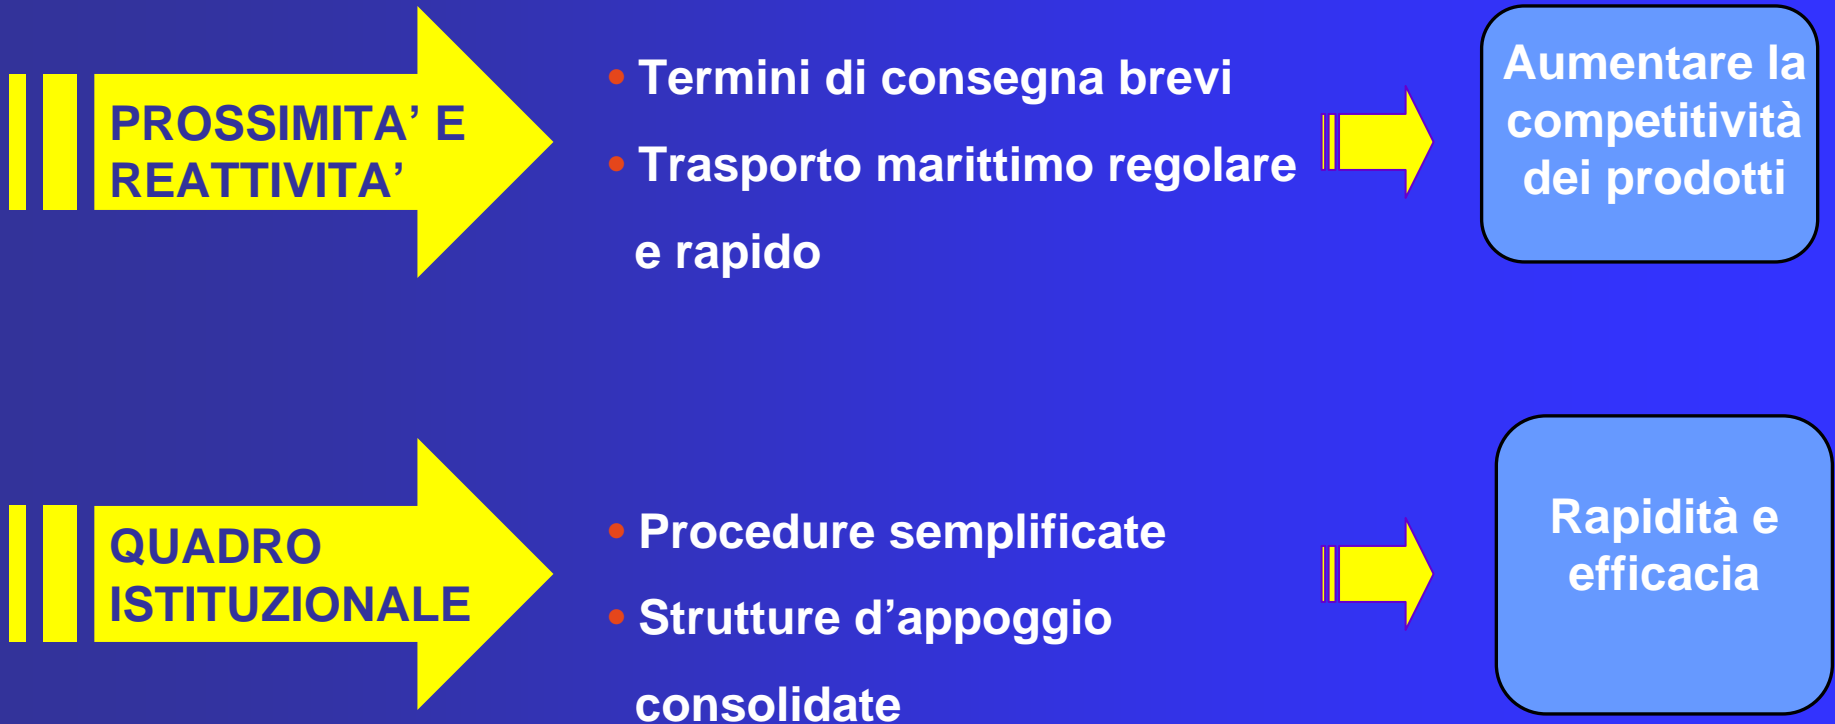 PROSSIMITA’ E
REATTIVITA’
• Termini di consegna brevi
• Trasporto marittimo regolare
e rapido
Aumentare la
competitività
dei prodotti
QUADRO
ISTITUZIONALE
• Procedure semplificate
• Strutture d’appoggio
consolidate
Rapidità e
efficacia